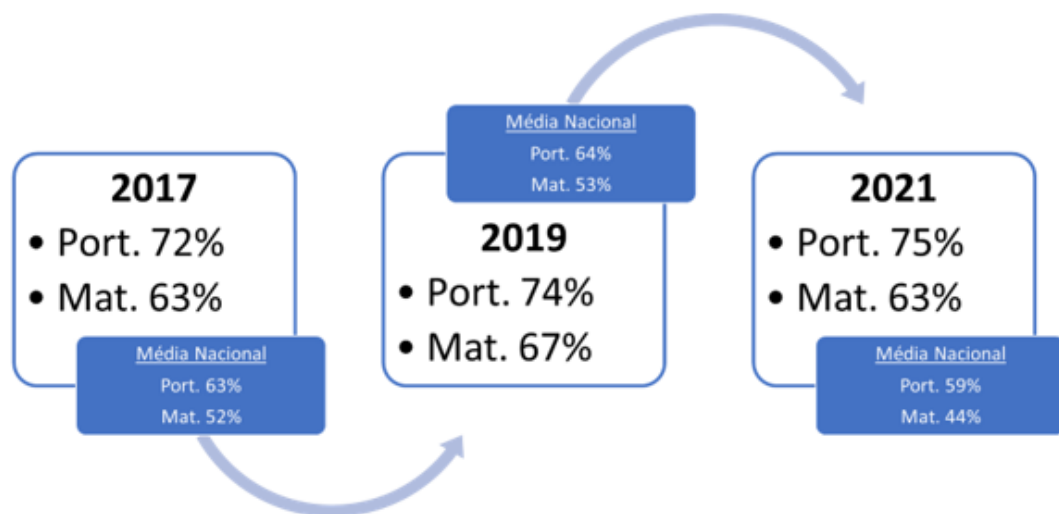 2017
• Port. 72%
• Mat. 63%
Média Nacional
Port. 63%
Mat. 52%
Média Nacional
Port. 64%
Mat. 53%
2019
• Port. 74%
• Mat. 67%
2021
• Port. 75%
• Mat. 63%
Média Nacional
Port. 59%
Mat. 44%